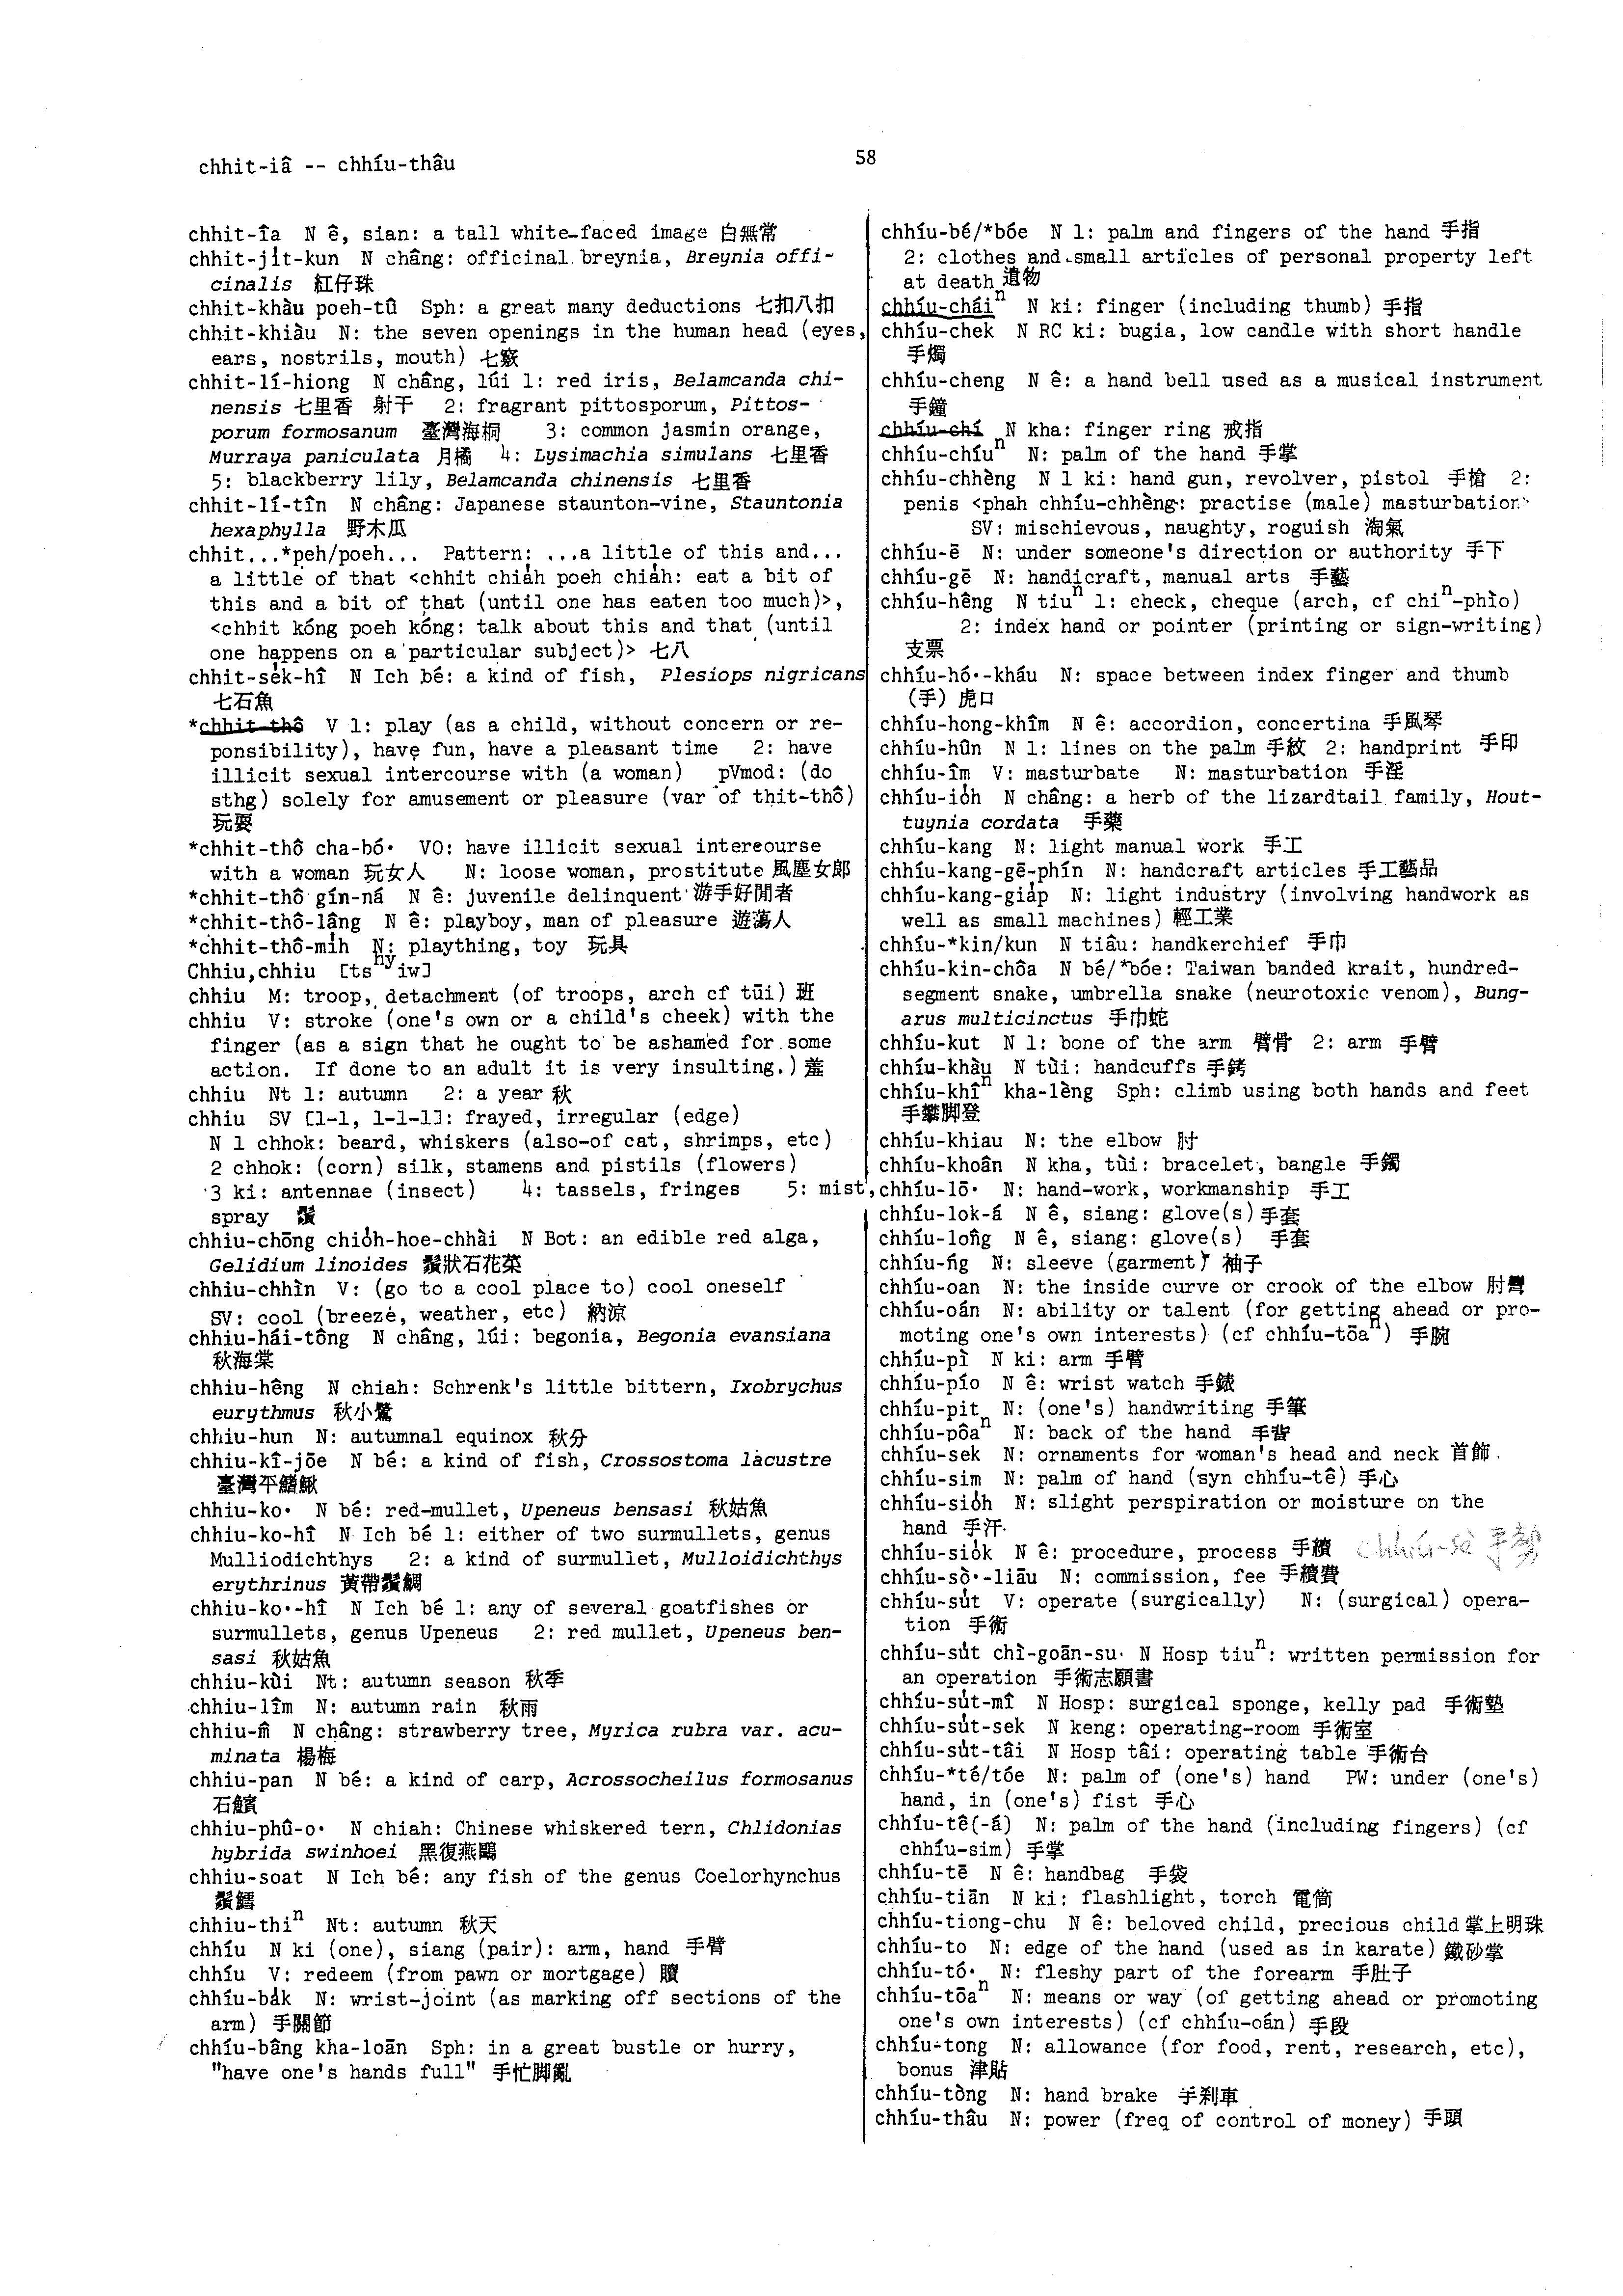 chhit-iâ -- chhíu-thâu
58
chhit-îa N ê, sian: a tall white-faced image 白無常
chhit-ji̍t-kun N châng: officinal breynia, Breynia offi-
cinalis 紅仔珠
chhit-khàu poeh-tû Sph: a great many deductions 七扣八扣
chhit-khiàu N: the seven openings in the human head (eyes,
ears, nostrils, mouth) 七竅
chhit-lí-hiong N châng, lúi 1: red iris, Belamcanda chi-
nensis 七里香 射干 2: fragrant pittosporum, Pittos-
porum formosanum 臺灣海桐 3: common jasmin orange,
Murraya paniculata 月橘 4: Lysimachia simulans 七里香
5: blackberry lily, Belamcanda chinensis 七里香
chhit-lí-tîn N châng: Japanese staunton-vine, Stauntonia
hexaphylla 野木瓜
chhit...*peh/poeh... Pattern: ...a little of this and...
a little of that <chhit chia̍h poeh chia̍h: eat a bit of
this and a bit of that (until one has eaten too much)>,
<chhit kóng poeh kóng: talk about this and that (until
one happens on a particular subject)> 七八
chhit-se̍k-hî N Ich bé: a kind of fish, Plesiops nigricans
七石魚
*chhit-thô V 1: play (as a child, without concern or re-
ponsibility), have fun, have a pleasant time 2: have
illicit sexual intercourse with (a woman) pVmod: (do
sthg) solely for amusement or pleasure (var of thit-thô)
玩耍
*chhit-thô cha-bó· VO: have illicit sexual intercourse
with a woman 玩女人 N: loose woman, prostitute 風塵女郎
*chhit-thô gín-ná N ê: juvenile delinquent 游手好閒者
*chhit-thô-lâng N ê: playboy, man of pleasure 遊蕩人
*chhit-thô-mi̍h N: plaything, toy 玩具
Chhiu,chhiu [tsʰʸiw]
chhiu M: troop, detachment (of troops, arch cf tūi) 班
chhiu V: stroke (one's own or a child's cheek) with the
finger (as a sign that he ought to be ashamed for some
action. If done to an adult it is very insulting.) 羞
chhiu Nt 1: autumn 2: a year 秋
chhiu SV [1-1, 1-1-1]: frayed, irregular (edge)
N 1 chhok: beard, whiskers (also-of cat, shrimps, etc)
2 chhok: (corn) silk, stamens and pistils (flowers)
3 ki: antennae (insect) 4: tassels, fringes 5: mist,
spray 鬚
chhiu-chōng chio̍h-hoe-chhài N Bot: an edible red alga,
Gelidium linoides 鬚狀石花菜
chhiu-chhìn V: (go to a cool place to) cool oneself
SV: cool (breeze, weather, etc) 納涼
chhiu-hái-tông N châng, lúi: begonia, Begonia evansiana
秋海棠
chhiu-hêng N chiah: Schrenk's little bittern, Ixobrychus
eurythmus 秋小鷺
chhiu-hun N: autumnal equinox 秋分
chhiu-kî-jōe N bé: a kind of fish, Crossostoma lacustre
臺灣平鰭鰍
chhiu-ko· N bé: red-mullet, Upeneus bensasi 秋姑魚
chhiu-ko-hî N Ich bé 1: either of two surmullets, genus
Mulliodichthys 2: a kind of surmullet, Mulloidichthys
erythrinus 黃帶鬚鯛
chhiu-ko·-hî N Ich bé 1: any of several goatfishes or
surmullets, genus Upeneus 2: red mullet, Upeneus ben-
sasi 秋姑魚
chhiu-kùi Nt: autumn season 秋季
chhiu-lîm N: autumn rain 秋雨
chhiu-m̂ N châng: strawberry tree, Myrica rubra var. acu-
minata 楊梅
chhiu-pan N bé: a kind of carp, Acrossocheilus formosanus
石鱝
chhiu-phû-o· N chiah: Chinese whiskered tern, Chlidonias
hybrida swinhoei 黑復燕鷗
chhiu-soat N Ich bé: any fish of the genus Coelorhynchus
鬚鱈
chhiu-thiⁿ Nt: autumn 秋天
chhíu N ki (one), siang (pair): arm, hand 手臂
chhíu V: redeem (from pawn or mortgage) 贖
chhíu-ba̍k N: wrist-joint (as marking off sections of the
arm) 手關節
chhíu-bâng kha-loān Sph: in a great bustle or hurry,
"have one's hands full" 手忙脚亂
chhíu-bé/*bóe N 1: palm and fingers of the hand 手指
2: clothes and small articles of personal property left
at death 遺物
chhíu-cháiⁿ N ki: finger (including thumb) 手指
chhíu-chek N RC ki: bugia, low candle with short handle
手燭
chhíu-cheng N ê: a hand bell used as a musical instrument
手鐘
chhíu-chí N kha: finger ring 戒指
chhíu-chíuⁿ N: palm of the hand 手掌
chhíu-chhèng N 1 ki: hand gun, revolver, pistol 手槍 2:
penis <phah chhíu-chhèng: practise (male) masturbation>
SV: mischievous, naughty, roguish 淘氣
chhíu-ē N: under someone's direction or authority 手下
chhíu-gē N: handicraft, manual arts 手藝
chhíu-hêng N tiuⁿ 1: check, cheque (arch, cf chiⁿ-phìo)
2: index hand or pointer (printing or sign-writing)
支票
chhíu-hó·-kháu N: space between index finger and thumb
(手) 虎口
chhíu-hong-khîm N ê: accordion, concertina 手風琴
chhíu-hûn N 1: lines on the palm 手紋 2: handprint 手印
chhíu-îm V: masturbate N: masturbation 手淫
chhíu-io̍h N châng: a herb of the lizardtail family, Hout-
tuynia cordata 手藥
chhíu-kang N: light manual work 手工
chhíu-kang-gē-phín N: handcraft articles 手工藝品
chhíu-kang-gia̍p N: light industry (involving handwork as
well as small machines) 輕工業
chhíu-*kin/kun N tiâu: handkerchief 手巾
chhíu-kin-chôa N bé/*bóe: Taiwan banded krait, hundred-
segment snake, umbrella snake (neurotoxic venom), Bung-
arus multicinctus 手巾蛇
chhíu-kut N 1: bone of the arm 臂骨 2: arm 手臂
chhíu-khàu N tùi: handcuffs 手銬
chhíu-khîⁿ kha-lèng Sph: climb using both hands and feet
手攀脚登
chhíu-khiau N: the elbow 肘
chhíu-khoân N kha, tùi: bracelet, bangle 手鐲
chhíu-lō· N: hand-work, workmanship 手工
chhíu-lok-á N ê, siang: glove(s) 手套
chhíu-lo̍ng N ê, siang: glove(s) 手套
chhíu-ńg N: sleeve (garment) 袖子
chhíu-oan N: the inside curve or crook of the elbow 肘彎
chhíu-oán N: ability or talent (for getting ahead or pro-
moting one's own interests) (cf chhíu-tōaⁿ) 手腕
chhíu-pì N ki: arm 手臂
chhíu-pío N ê: wrist watch 手錶
chhíu-pit N: (one's) handwriting 手筆
chhíu-pôaⁿ N: back of the hand 手背
chhíu-sek N: ornaments for woman's head and neck 首飾
chhíu-sim N: palm of hand (syn chhíu-tê) 手心
chhíu-sio̍h N: slight perspiration or moisture on the
hand 手汗
chhíu-sio̍k N ê: procedure, process 手續 chhíu-sè 手勢
chhíu-sò·-liāu N: commission, fee 手續費
chhíu-su̍t V: operate (surgically) N: (surgical) opera-
tion 手術
chhíu-su̍t chì-goān-su N Hosp tiuⁿ: written permission for
an operation 手術志願書
chhíu-su̍t-mî N Hosp: surgical sponge, kelly pad 手術墊
chhíu-su̍t-sek N keng: operating-room 手術室
chhíu-su̍t-tâi N Hosp tâi: operating table 手術台
chhíu-*té/tóe N: palm of (one's) hand PW: under (one's)
hand, in (one's) fist 手心
chhíu-tê(-á) N: palm of the hand (including fingers) (cf
chhíu-sim) 手掌
chhíu-tē N ê: handbag 手袋
chhíu-tiān N ki: flashlight, torch 電筒
chhíu-tiong-chu N ê: beloved child, precious child 掌上明珠
chhíu-to N: edge of the hand (used as in karate) 鐵砂掌
chhíu-tó· N: fleshy part of the forearm 手肚子
chhíu-tōaⁿ N: means or way (of getting ahead or promoting
one's own interests) (cf chhíu-oán) 手段
chhíu-tong N: allowance (for food, rent, research, etc),
bonus 津貼
chhíu-tòng N: hand brake 手刹車
chhíu-thâu N: power (freq of control of money) 手頭